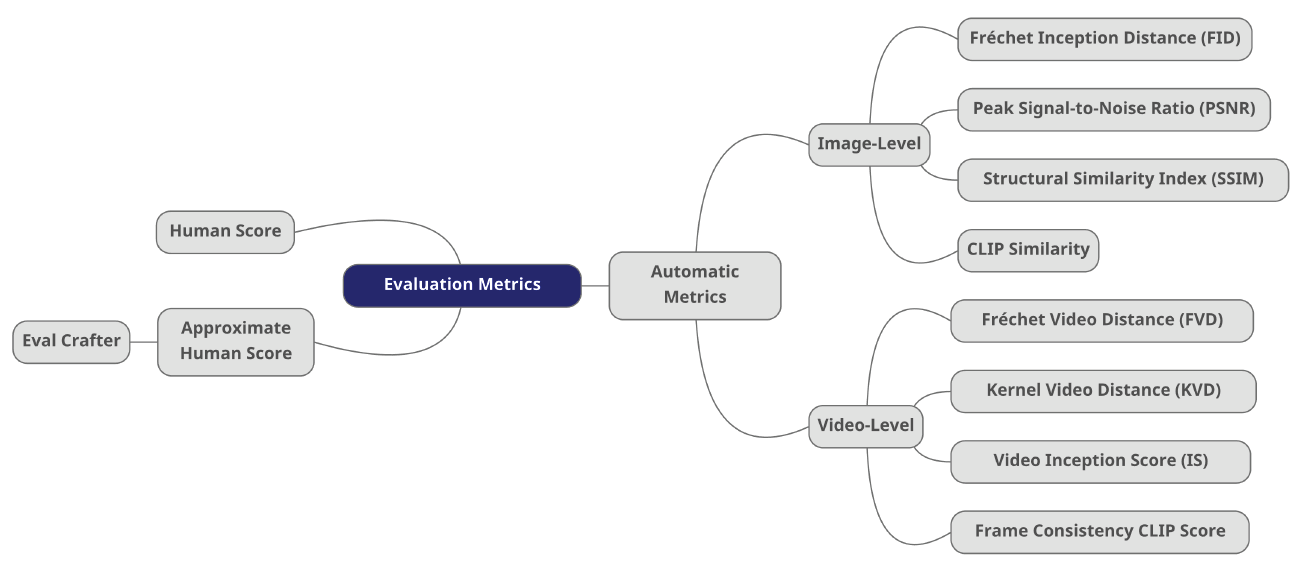 Evaluation Metrics
Human Score
Approximate
Human Score
Eval Crafter
Automatic
Metrics
Image-Level
Fréchet Inception Distance (FID)
Peak Signal-to-Noise Ratio (PSNR)
Structural Similarity Index (SSIM)
CLIP Similarity
Video-Level
Fréchet Video Distance (FVD)
Kernel Video Distance (KVD)
Video Inception Score (IS)
Frame Consistency CLIP Score